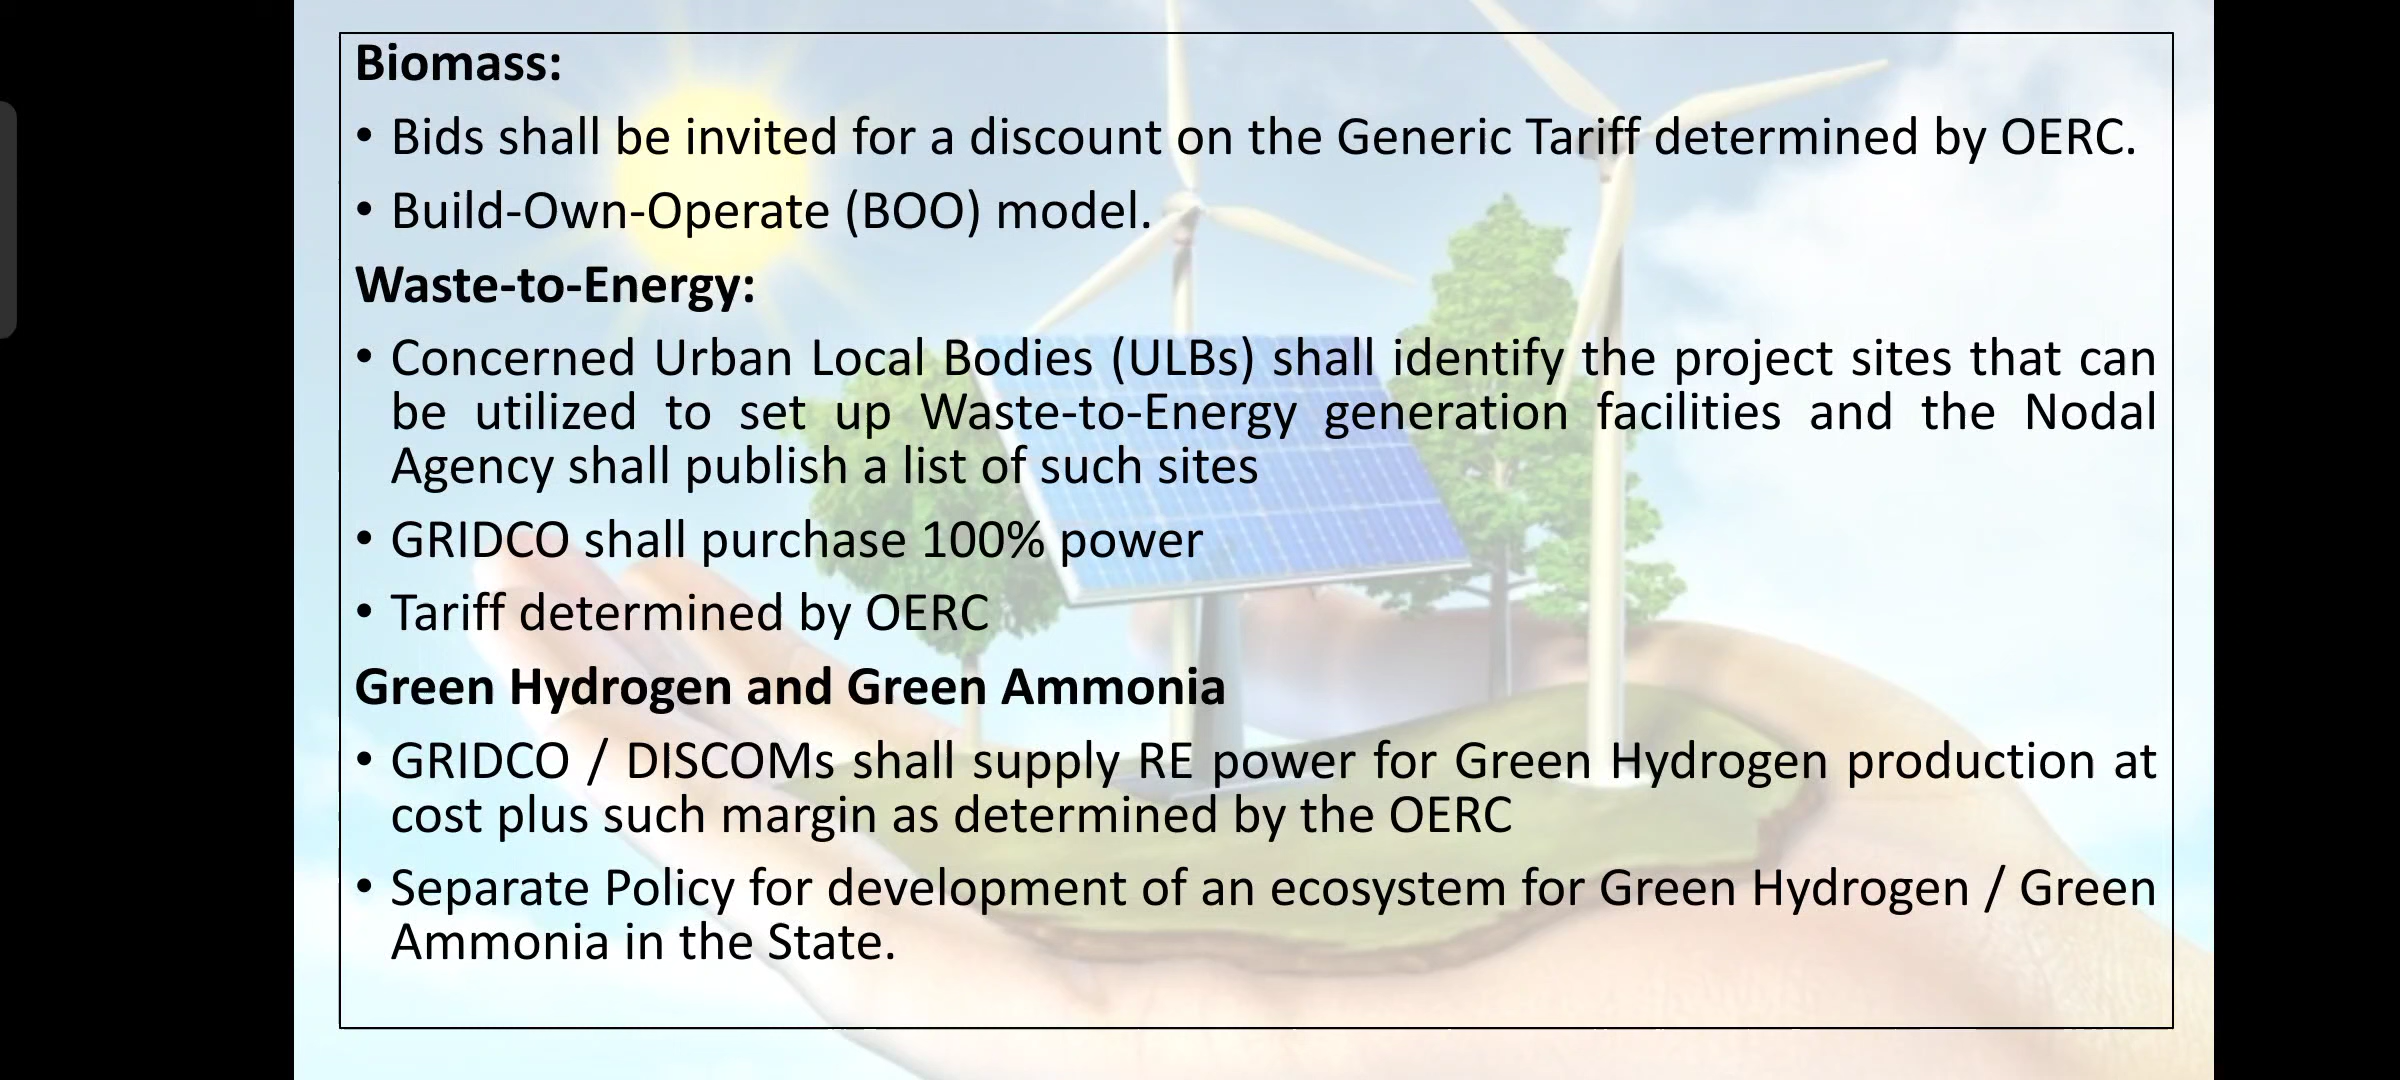 Biomass:
• Bids shall be invited for a discount on the Generic Tariff determined by OERC.
• Build-Own-Operate (BOO) model.
Waste-to-Energy:
• Concerned Urban Local Bodies (ULBs) shall identify the project sites that can
be utilized to set up Waste-to-Energy generation facilities and the Nodal
Agency shall publish a list of such sites
• GRIDCO shall purchase 100% power
• Tariff determined by OERC
Green Hydrogen and Green Ammonia
• GRIDCO / DISCOMs shall supply RE power for Green Hydrogen production at
cost plus such margin as determined by the OERC
• Separate Policy for development of an ecosystem for Green Hydrogen / Green
Ammonia in the State.